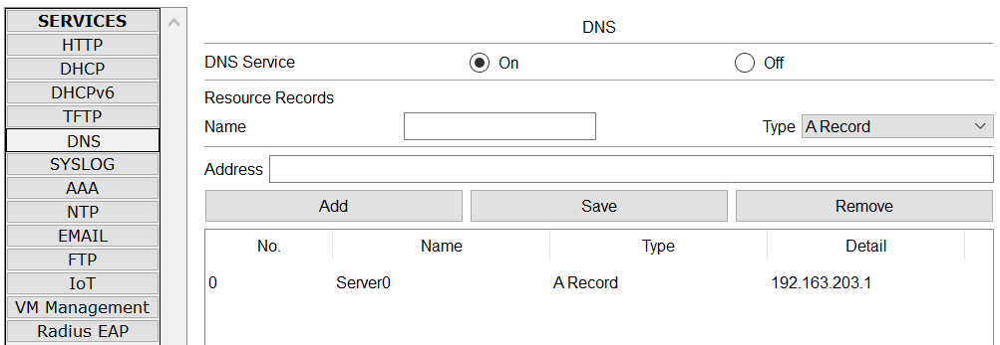 SERVICES
HTTP
DHCP
DHCPv6
TFTP
DNS
SYSLOG
AAA
NTP
EMAIL
FTP
IoT
VM Management
Radius EAP
DNS
DNS Service On Off
Resource Records
Name Type A Record
Address
Add Save Remove
No. Name Type Detail
0 Server0 A Record 192.163.203.1